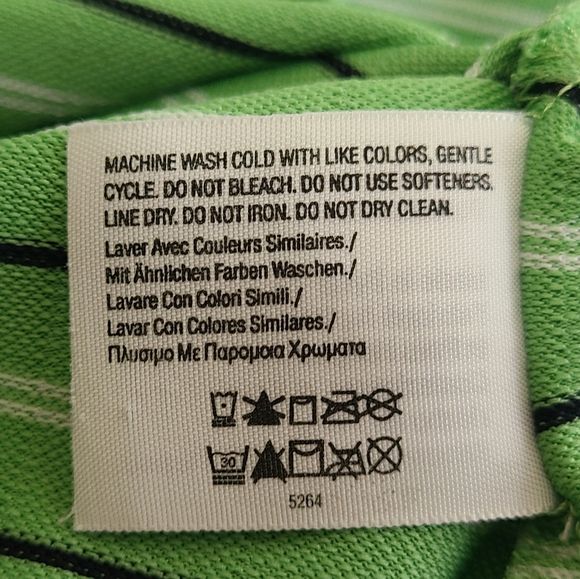 MACHINE WASH COLD WITH LIKE COLORS, GENTLE
CYCLE. DO NOT BLEACH. DO NOT USE SOFTENERS.
LINE DRY. DO NOT IRON. DO NOT DRY CLEAN.
Laver Avec Couleurs Similaires./
Mit Ähnlichen Farben Waschen./
Lavare Con Colori Simili./
Lavar Con Colores Similares./
Πλυσιμο Με Παρομοια Χρωματα
30
5264